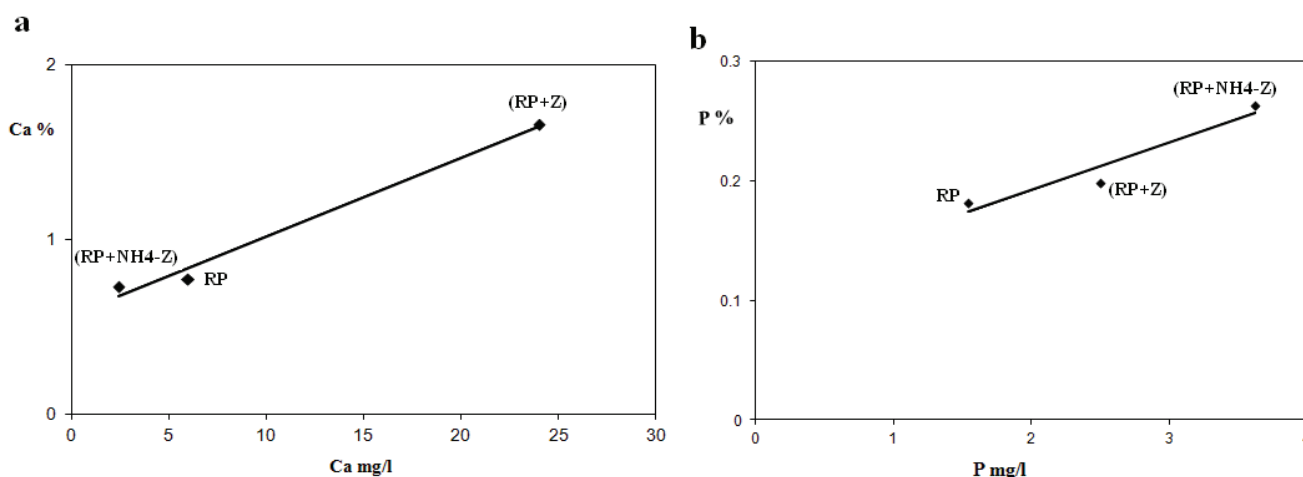 a
2
Ca %
(RP+Z)
1
(RP+NH4-Z)
RP
0
0 5 10 15 20 25 30
Ca mg/l
b
0.3
P %
(RP+NH4-Z)
0.2
RP
(RP+Z)
0.1
0
0 1 2 3
P mg/l